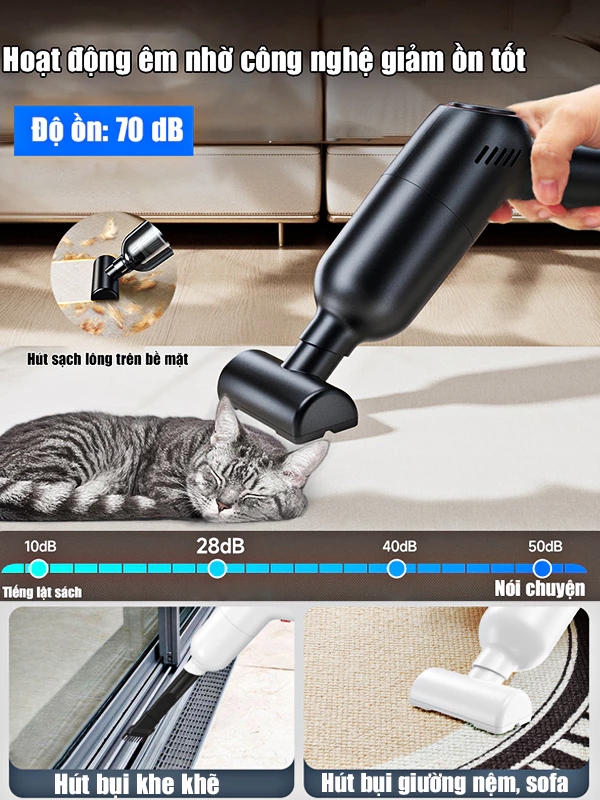 Hoạt động êm nhờ công nghệ giảm ồn tốt
Độ ồn: 70 dB
Hút sạch lông trên bề mặt
10dB
28dB
40dB
50dB
Tiếng lật sách
Nói chuyện
Hút bụi khe khẽ
Hút bụi giường nệm, sofa